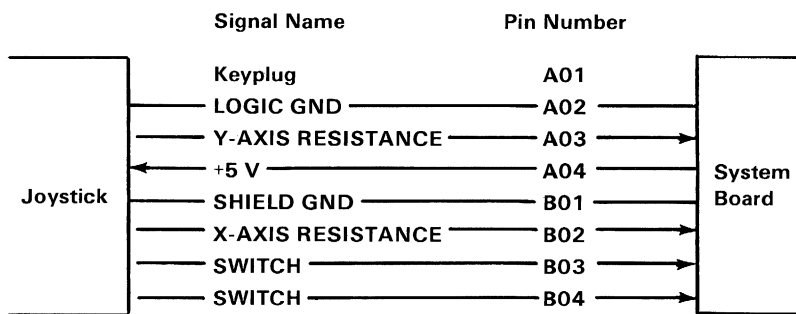 Signal Name Pin Number
Keyplug A01
LOGIC GND A02
Y-AXIS RESISTANCE A03
+5 V A04
Joystick
System
Board
SHIELD GND B01
X-AXIS RESISTANCE B02
SWITCH B03
SWITCH B04